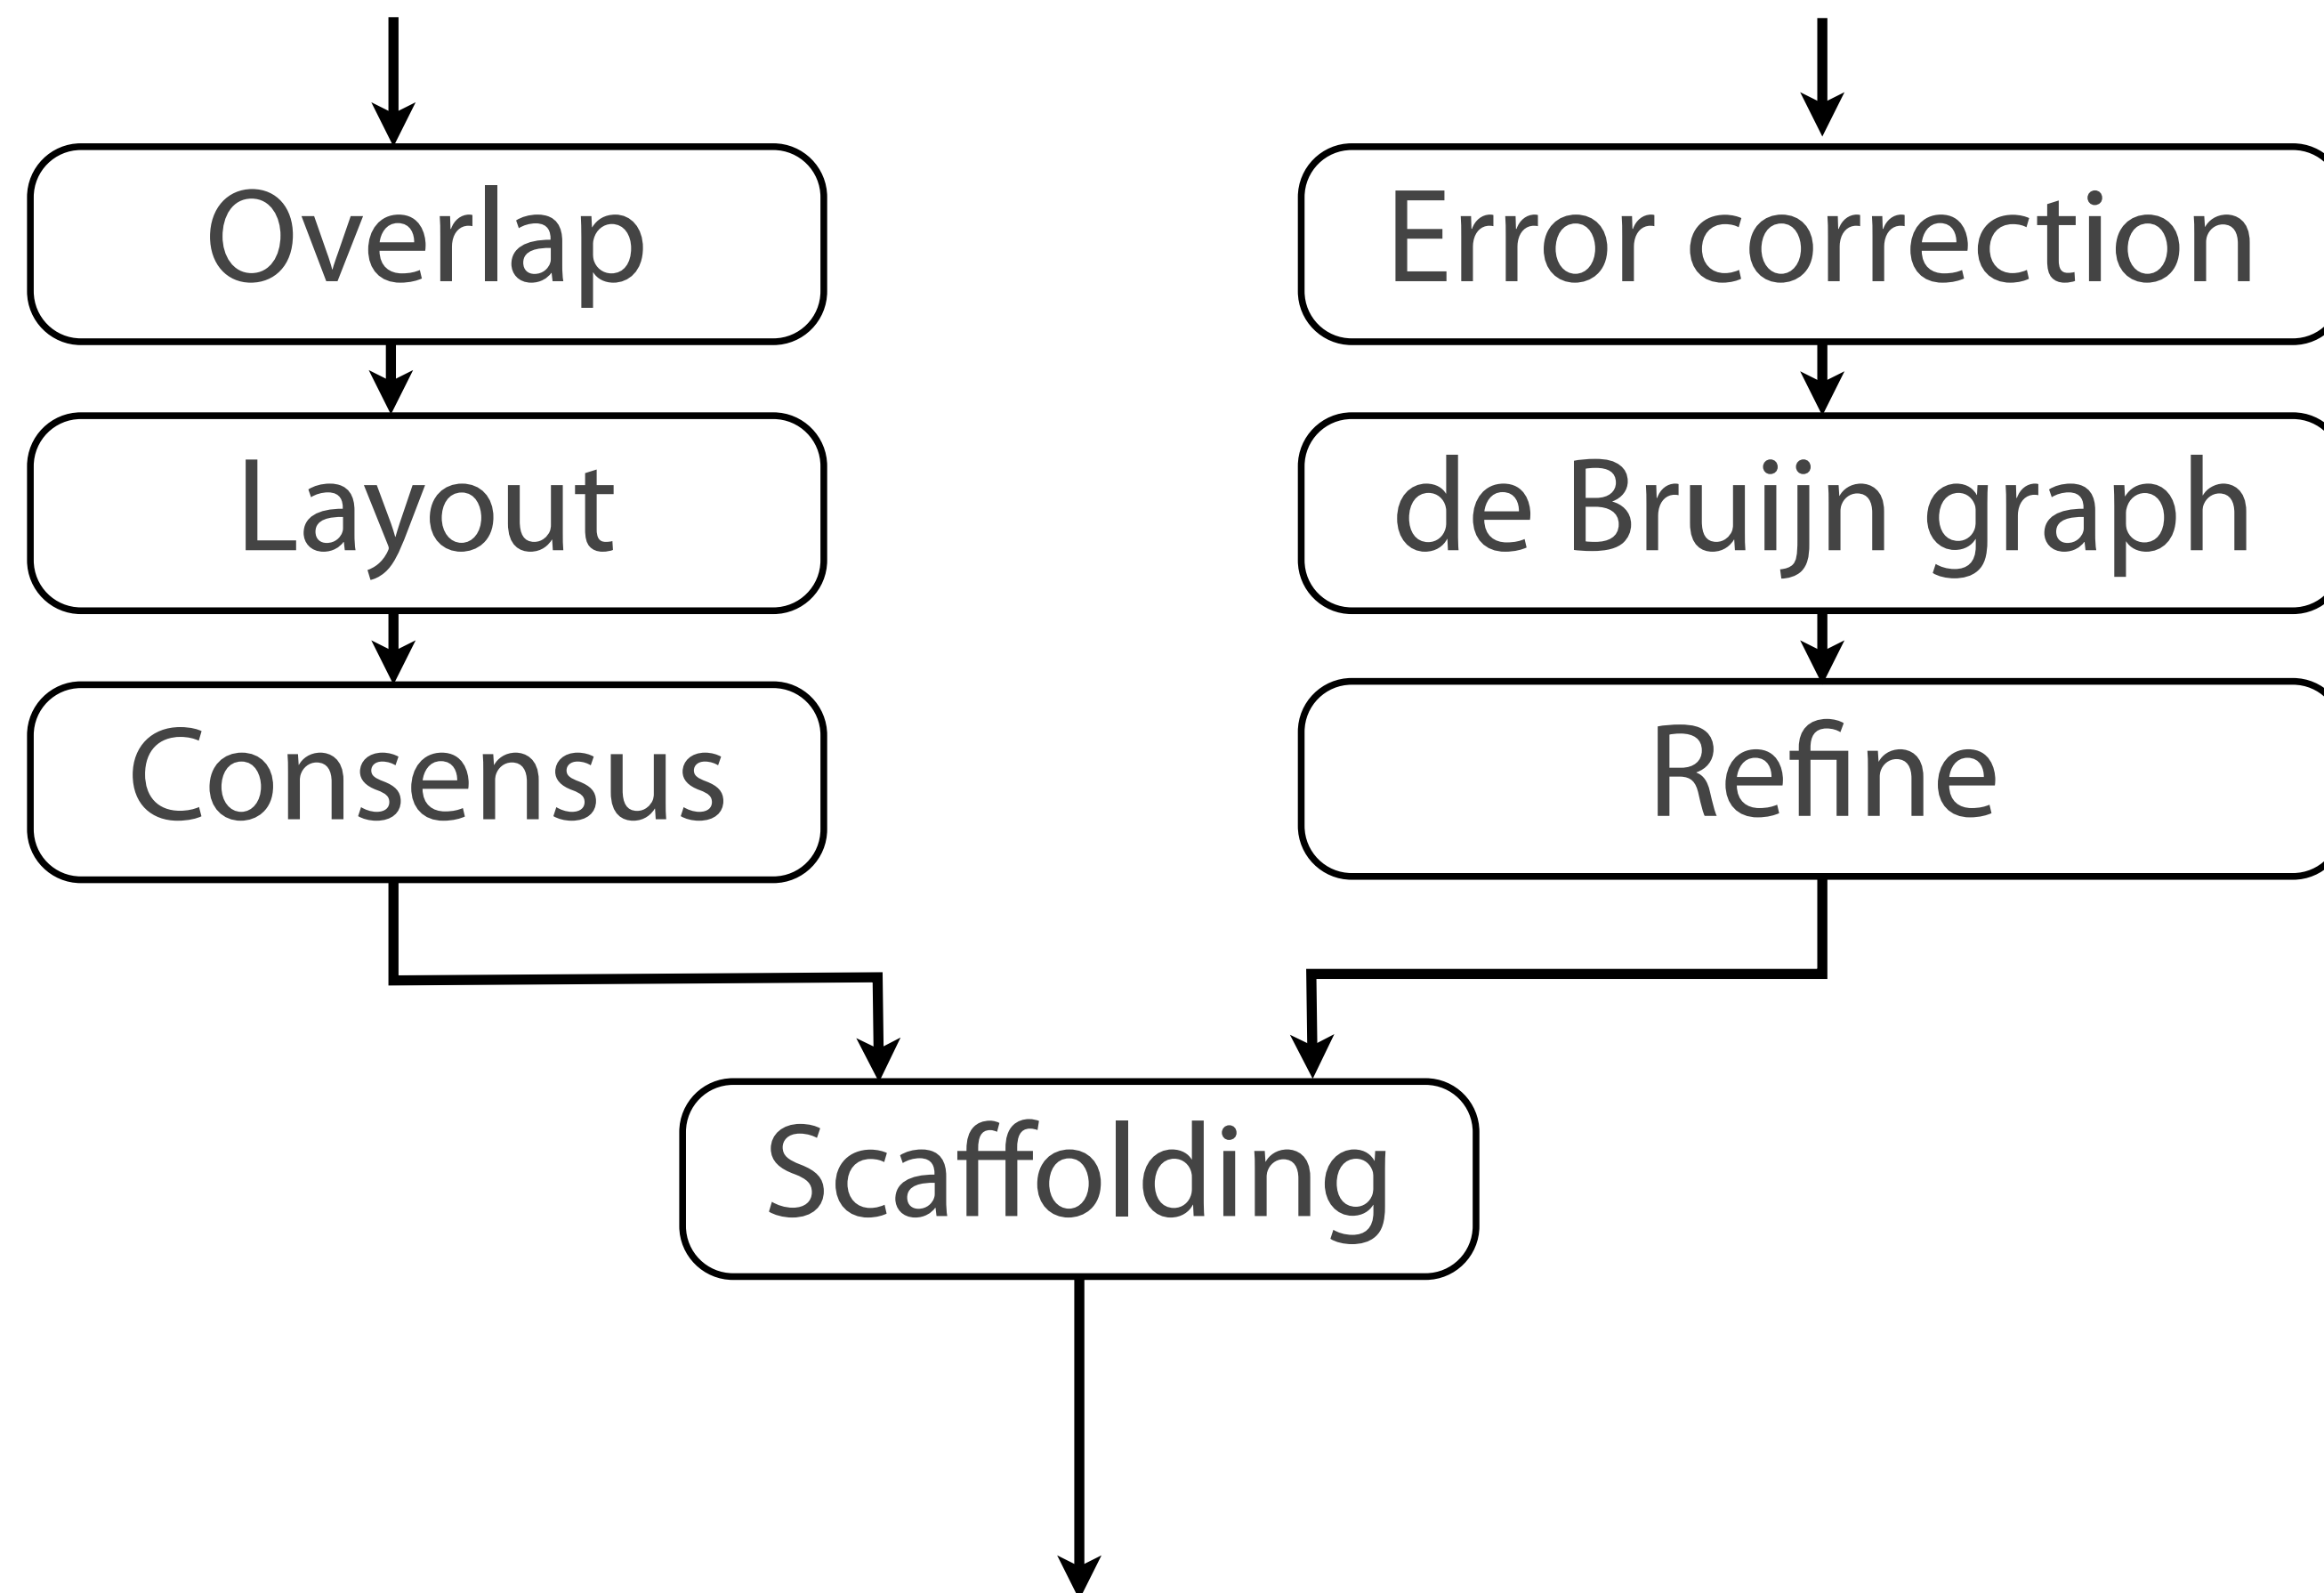 Overlap
Error correction
Layout
de Bruijn graph
Consensus
Refine
Scaffolding